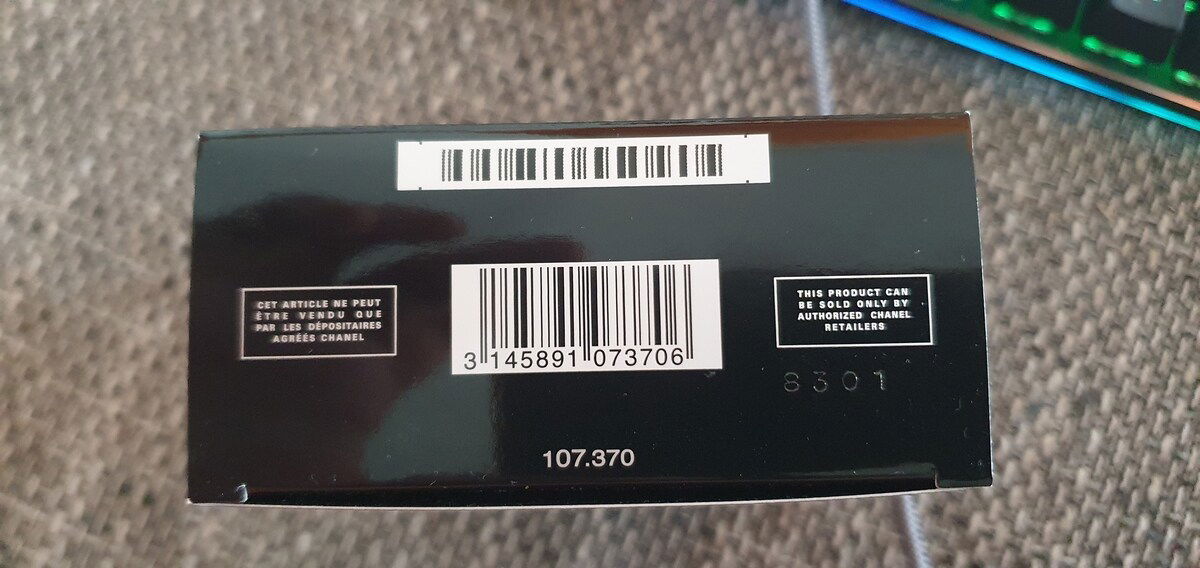 CET ARTICLE NE PEUT
ÊTRE VENDU QUE
PAR LES DÉPOSITAIRES
AGRÉÉS CHANEL
3 145891 073706
THIS PRODUCT CAN
BE SOLD ONLY BY
AUTHORIZED CHANEL
RETAILERS
8301
107.370